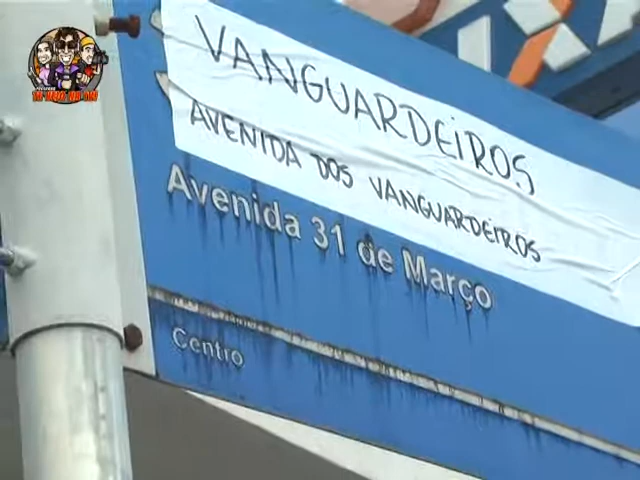 VANGUARDEIROS
AVENIDA DOS VANGUARDEIROS
Avenida 31 de Março
Centro